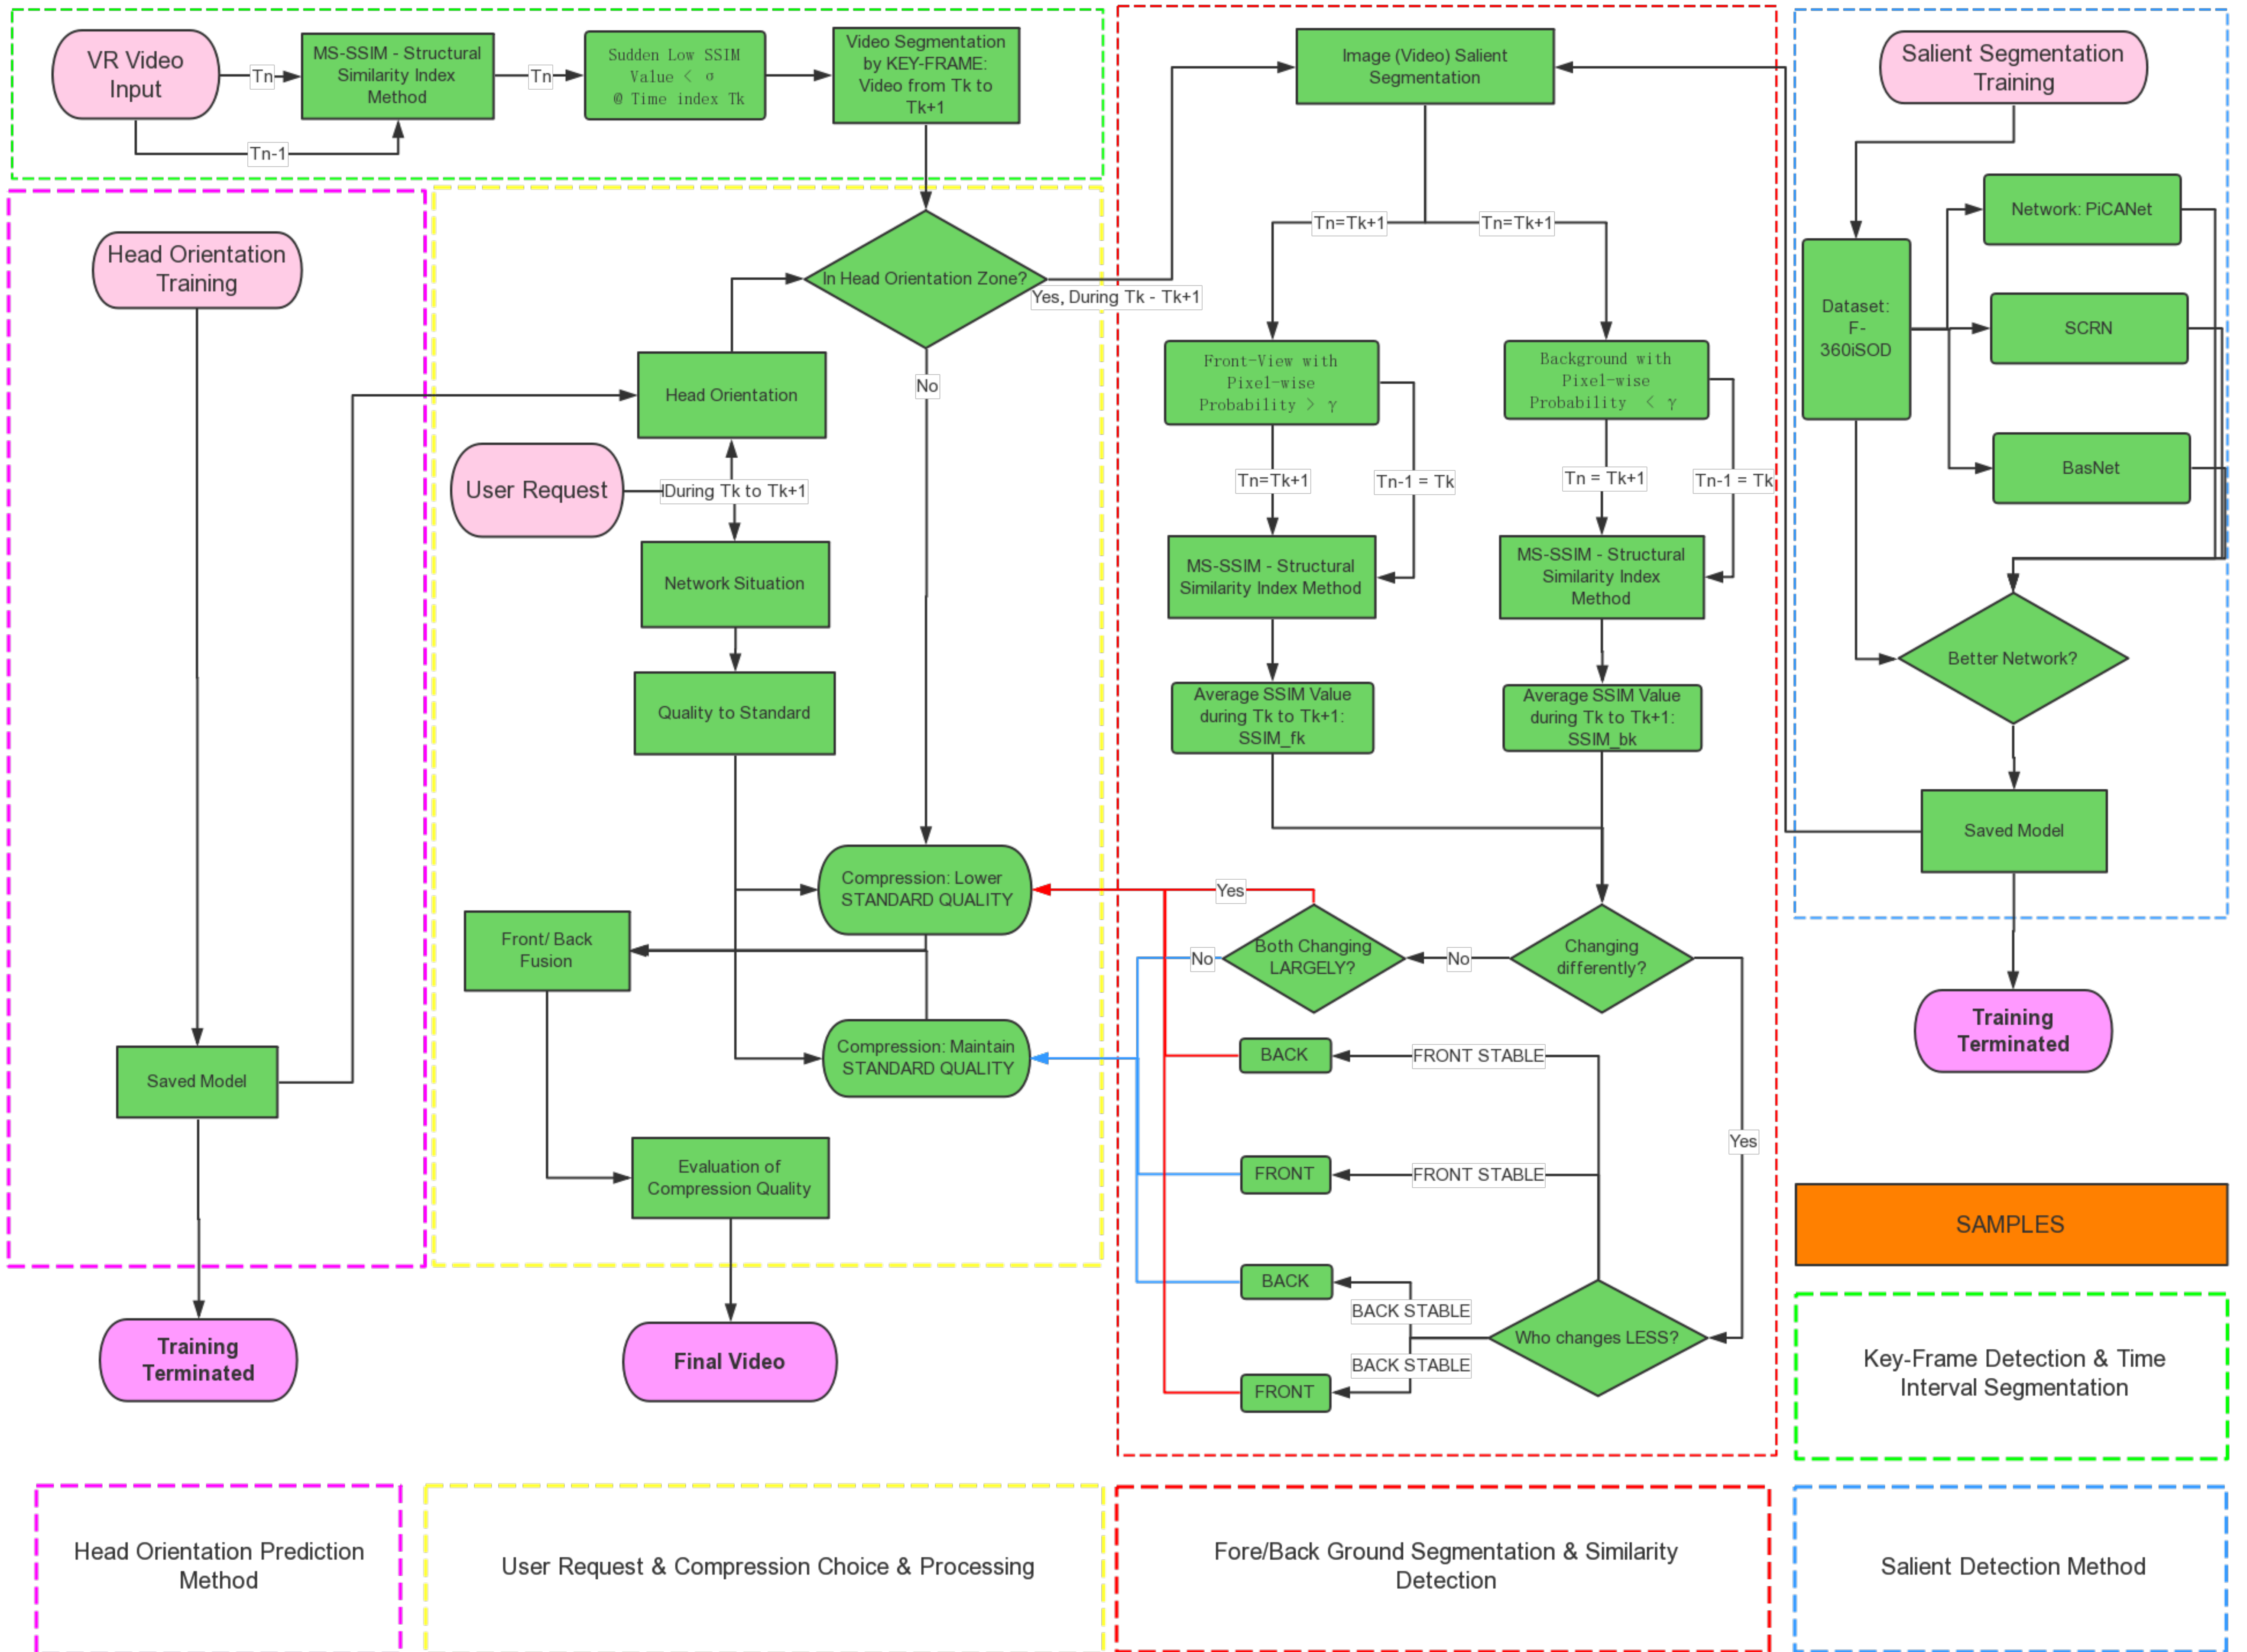 VR Video
Input
Tn
Tn-1
MS-SSIM - Structural
Similarity Index
Method
Tn
Sudden Low SSIM
Value < σ
@ Time index Tk
Video Segmentation
by KEY-FRAME:
Video from Tk to
Tk+1
Head Orientation
Training
Saved Model
Training
Terminated
In Head Orientation Zone?
Yes, During Tk - Tk+1
No
Head Orientation
User Request
During Tk to Tk+1
Network Situation
Quality to Standard
Compression: Lower
STANDARD QUALITY
Front/ Back
Fusion
Compression: Maintain
STANDARD QUALITY
Evaluation of
Compression Quality
Final Video
Image (Video) Salient
Segmentation
Tn=Tk+1
Tn=Tk+1
Front-View with
Pixel-wise
Probability > γ
Background with
Pixel-wise
Probability < γ
Tn=Tk+1
Tn-1 = Tk
Tn = Tk+1
Tn-1 = Tk
MS-SSIM - Structural
Similarity Index Method
MS-SSIM - Structural
Similarity Index
Method
Average SSIM Value
during Tk to Tk+1:
SSIM_fk
Average SSIM Value
during Tk to Tk+1:
SSIM_bk
Yes
No
Both Changing
LARGELY?
No
Changing
differently?
Yes
BACK
FRONT STABLE
FRONT
FRONT STABLE
BACK
BACK STABLE
Who changes LESS?
BACK STABLE
FRONT
Salient Segmentation
Training
Dataset:
F-
360iSOD
Network: PiCANet
SCRN
BasNet
Better Network?
Saved Model
Training
Terminated
SAMPLES
Key-Frame Detection & Time
Interval Segmentation
Head Orientation Prediction
Method
User Request & Compression Choice & Processing
Fore/Back Ground Segmentation & Similarity
Detection
Salient Detection Method